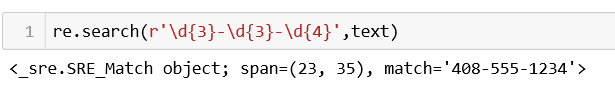 1 re.search(r'\d{3}-\d{3}-\d{4}',text)
<_sre.SRE_Match object; span=(23, 35), match='408-555-1234'>